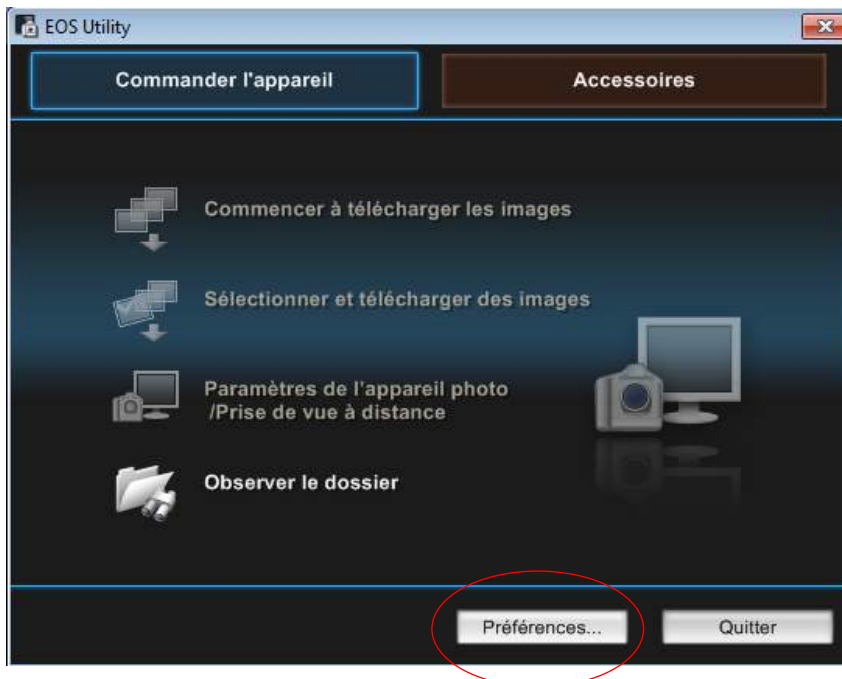 EOS Utility
Commander l'appareil
Accessoires
Commencer à télécharger les images
Sélectionner et télécharger des images
Paramètres de l'appareil photo
/Prise de vue à distance
Observer le dossier
Préférences...
Quitter